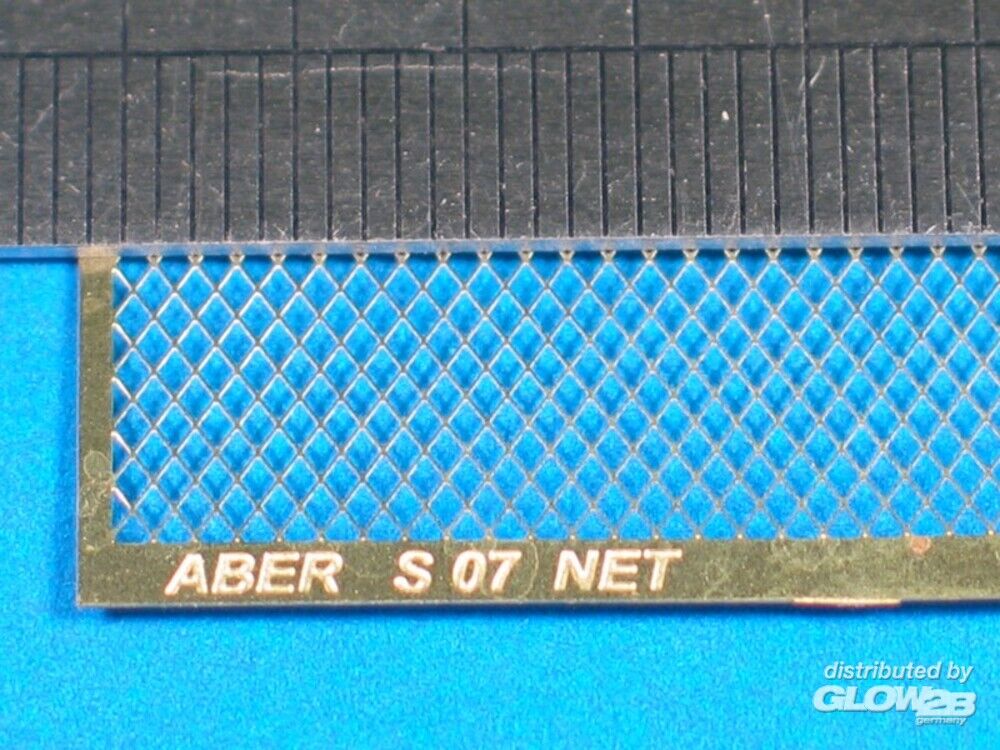 ABER S 07 NET
distributed by
GLOW2B
germany